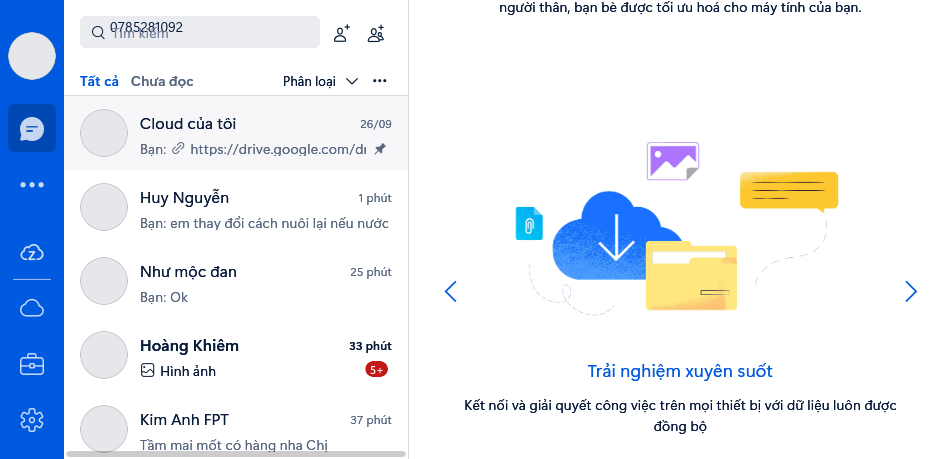 0785281092
Tìm kiếm
Tất cả Chưa đọc Phân loại
Cloud của tôi 26/09
Bạn: https://drive.google.com/dr
Huy Nguyễn 1 phút
Bạn: em thay đổi cách nuôi lại nếu nước
Như mộc đan 25 phút
Bạn: Ok
Hoàng Khiêm 33 phút
Hình ảnh 5+
Kim Anh FPT 37 phút
Tầm mai mốt có hàng nha Chị
người thân, bạn bè được tối ưu hoá cho máy tính của bạn.
Trải nghiệm xuyên suốt
Kết nối và giải quyết công việc trên mọi thiết bị với dữ liệu luôn được
đồng bộ